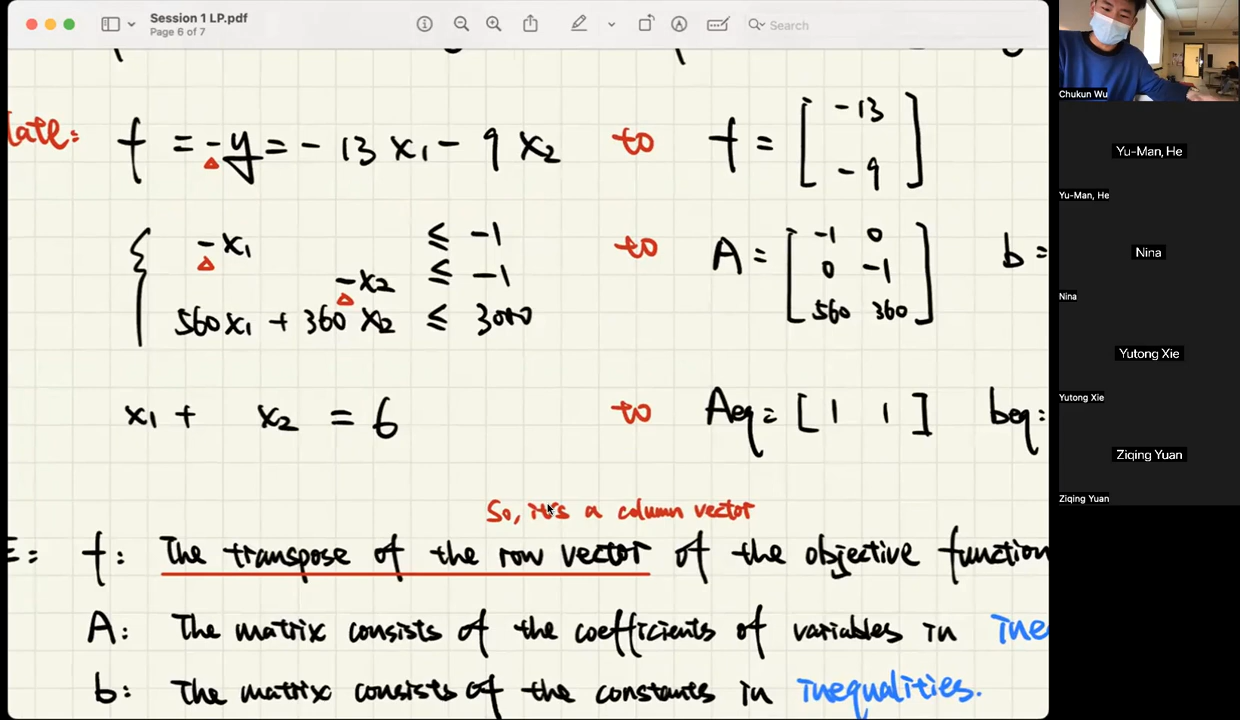 Session 1 LP.pdf
Page 6 of 7
Search
late: f = -y = - 13 x1 - 9 x2 to f = [ -13
-9 ]
{ -x1 ≤ -1 to A = [ -1 0 b =
-x2 ≤ -1 0 -1
560x1 + 360 x2 ≤ 3000 560 360 ]
x1 + x2 = 6 to Aeq = [ 1 1 ] beq =
So, it's a column vector
E: f: The transpose of the row vector of the objective function
A: The matrix consists of the coefficients of variables in ine
b: The matrix consists of the constants in inequalities.
Chukun Wu
Yu-Man, He
Yu-Man, He
Nina
Nina
Yutong Xie
Yutong Xie
Ziqing Yuan
Ziqing Yuan